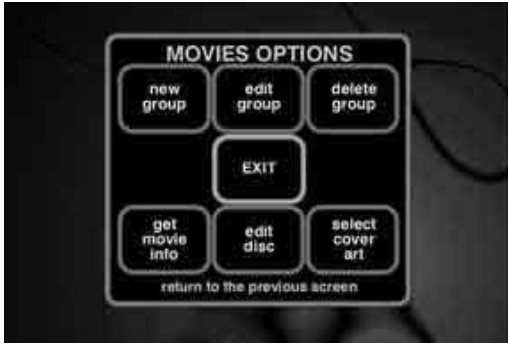 MOVIES OPTIONS
new
group
edit
group
delete
group
EXIT
get
movie
info
edit
disc
select
cover
art
return to the previous screen